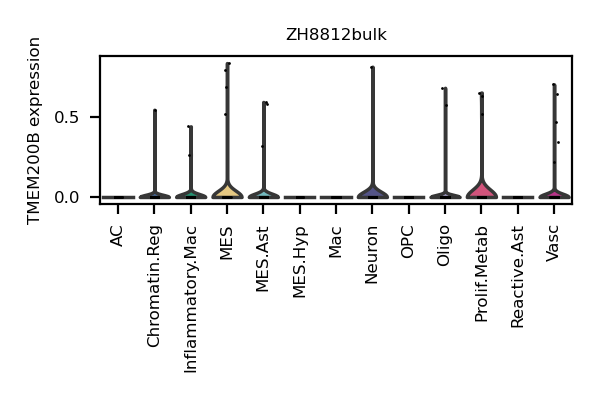 ZH8812bulk
TMEM200B expression
0.5
0.0
AC
Chromatin.Reg
Inflammatory.Mac
MES
MES.Ast
MES.Hyp
Mac
Neuron
OPC
Oligo
Prolif.Metab
Reactive.Ast
Vasc